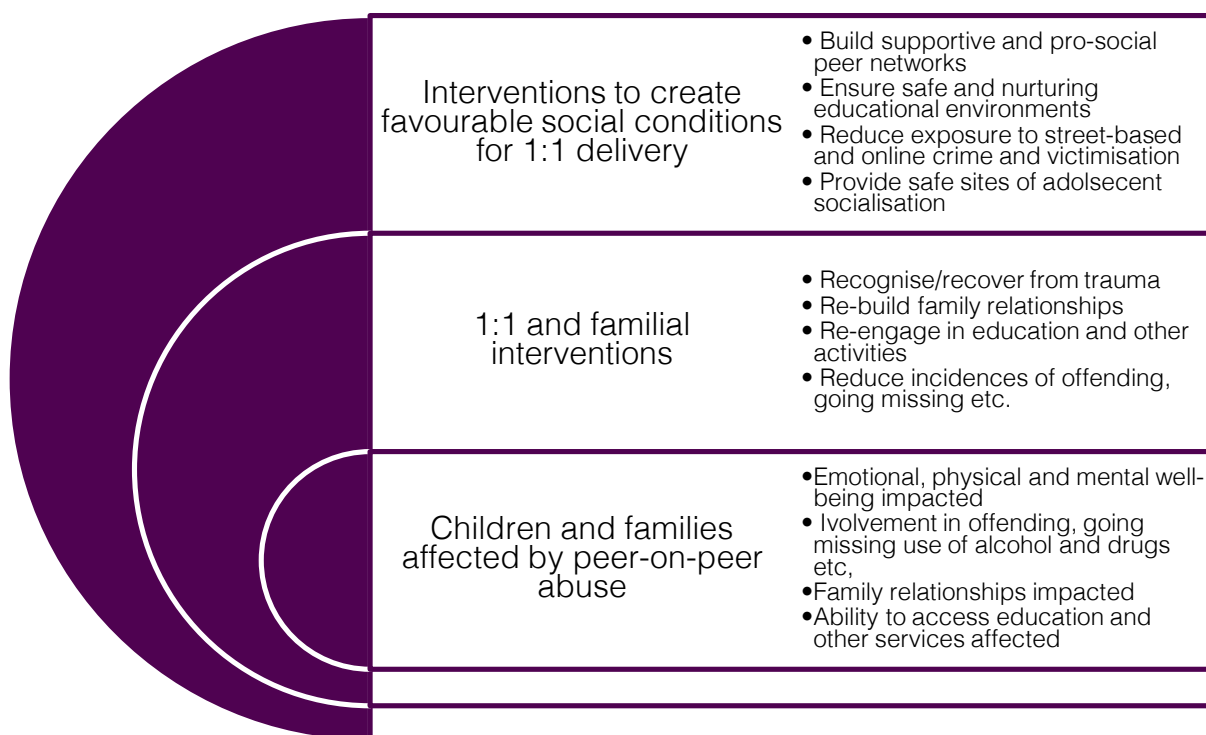 Interventions to create
favourable social conditions
for 1:1 delivery
• Build supportive and pro-social
peer networks
• Ensure safe and nurturing
educational environments
• Reduce exposure to street-based
and online crime and victimisation
• Provide safe sites of adolsecent
socialisation
1:1 and familial
interventions
• Recognise/recover from trauma
• Re-build family relationships
• Re-engage in education and other
activities
• Reduce incidences of offending,
going missing etc.
Children and families
affected by peer-on-peer
abuse
•Emotional, physical and mental well-
being impacted
• Ivolvement in offending, going
missing use of alcohol and drugs
etc,
•Family relationships impacted
•Ability to access education and
other services affected